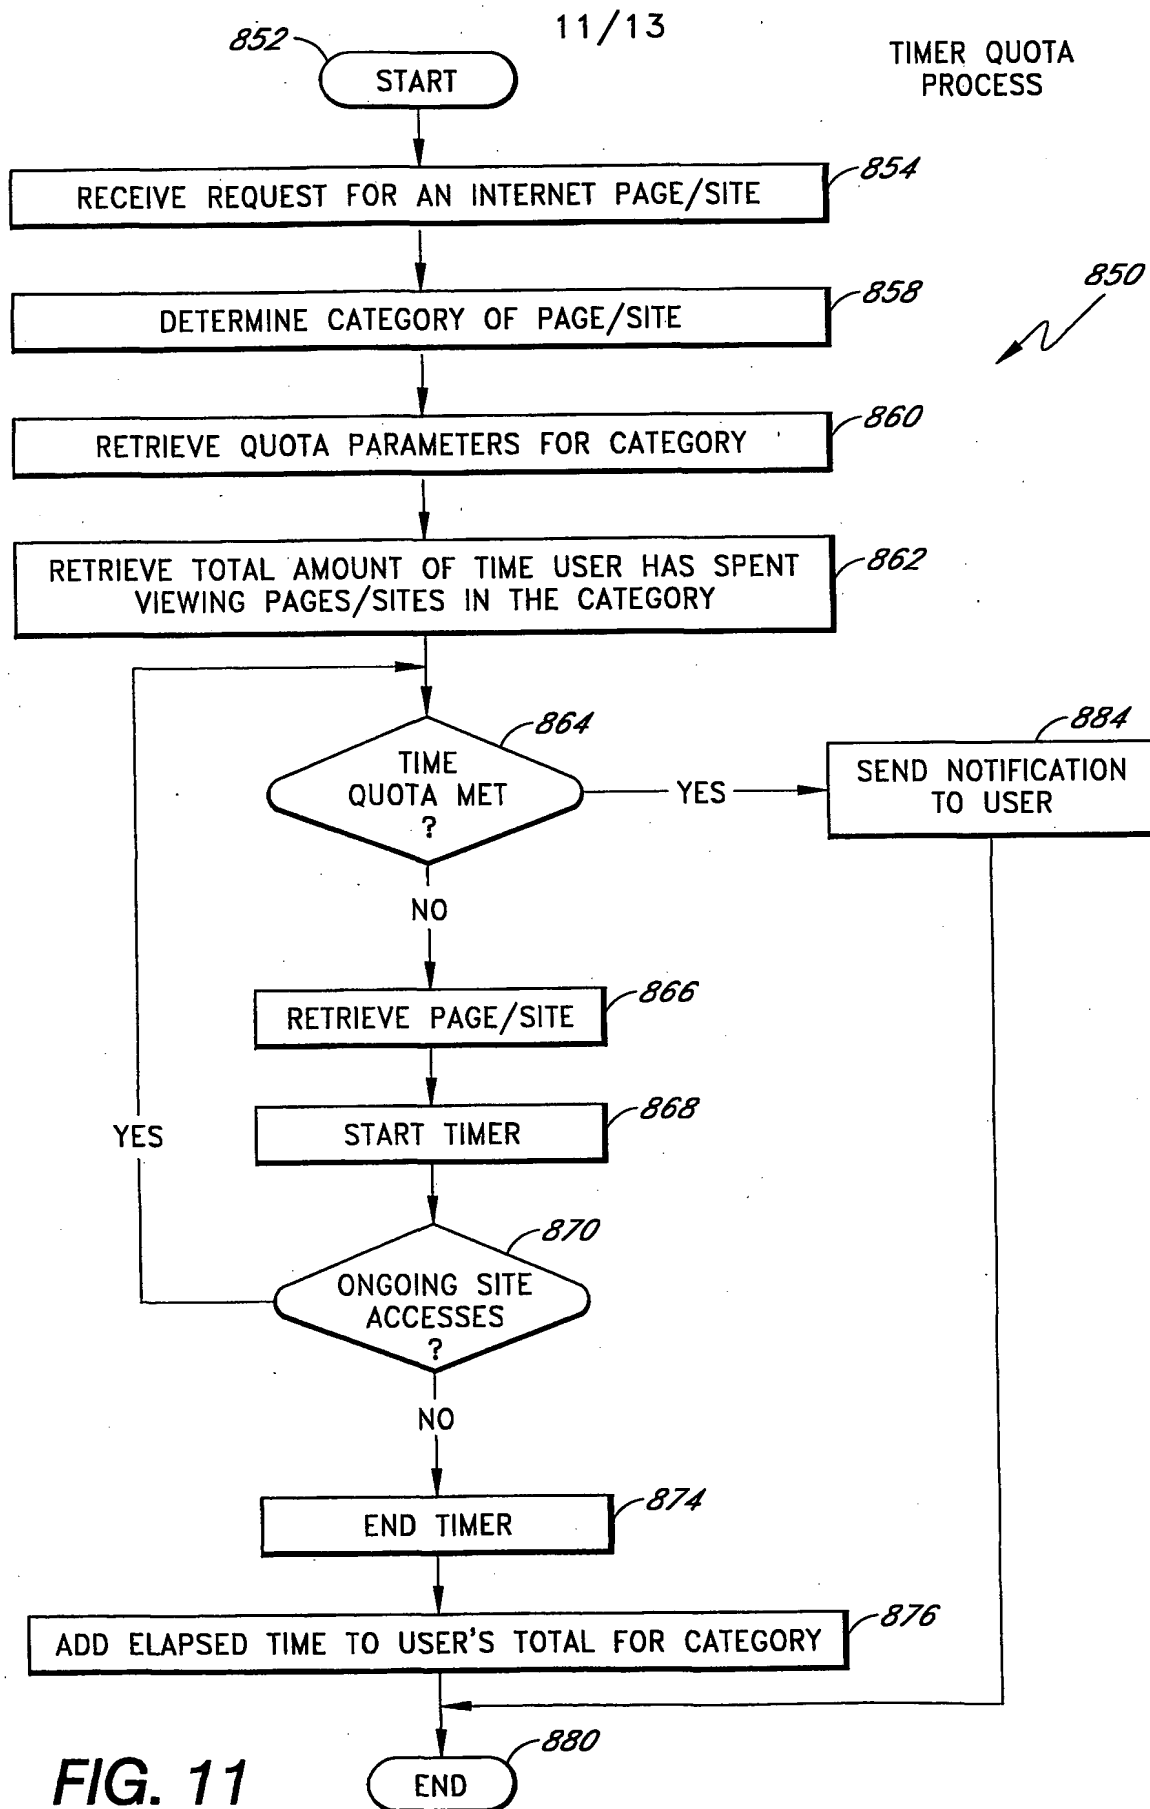 11/13
TIMER QUOTA
PROCESS
852
START
854
RECEIVE REQUEST FOR AN INTERNET PAGE/SITE
850
858
DETERMINE CATEGORY OF PAGE/SITE
860
RETRIEVE QUOTA PARAMETERS FOR CATEGORY
862
RETRIEVE TOTAL AMOUNT OF TIME USER HAS SPENT
VIEWING PAGES/SITES IN THE CATEGORY
864
TIME
QUOTA MET
?
YES
884
SEND NOTIFICATION
TO USER
NO
866
RETRIEVE PAGE/SITE
868
START TIMER
YES
870
ONGOING SITE
ACCESSES
?
NO
874
END TIMER
876
ADD ELAPSED TIME TO USER'S TOTAL FOR CATEGORY
880
END
FIG. 11